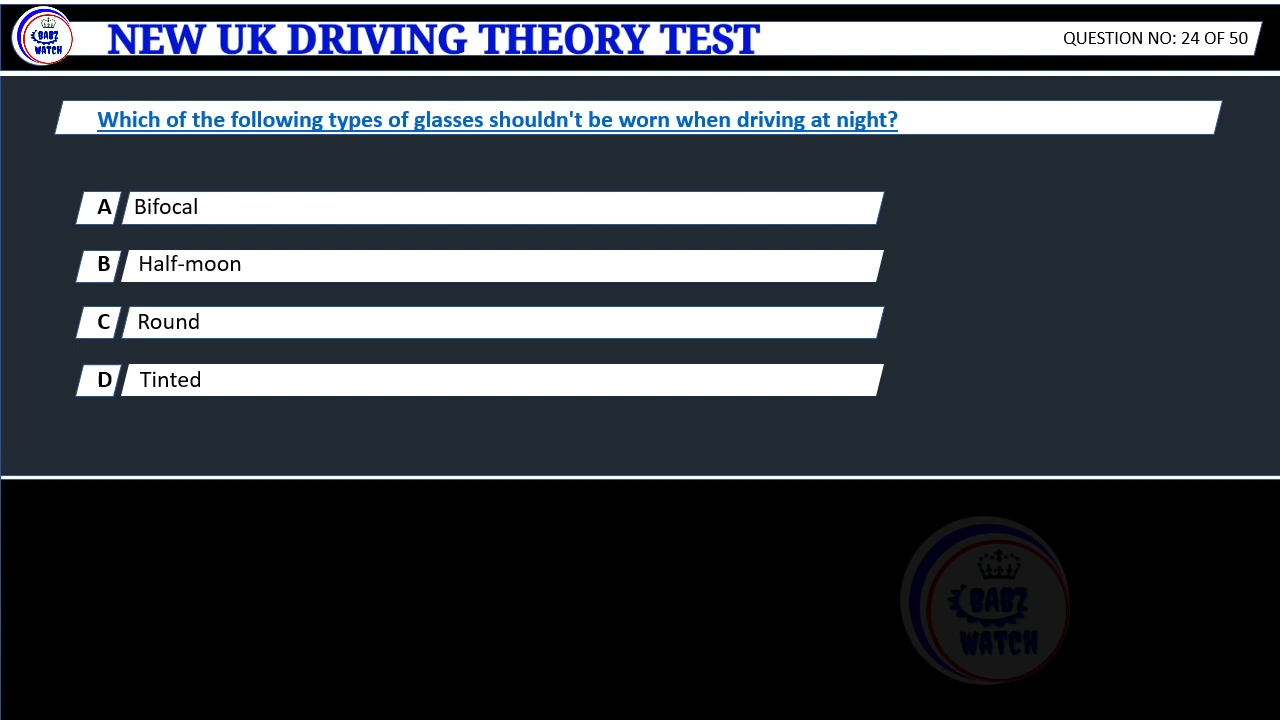 BABZ
WATCH
NEW UK DRIVING THEORY TEST
QUESTION NO: 24 OF 50
Which of the following types of glasses shouldn't be worn when driving at night?
A Bifocal
B Half-moon
C Round
D Tinted
BABZ
WATCH